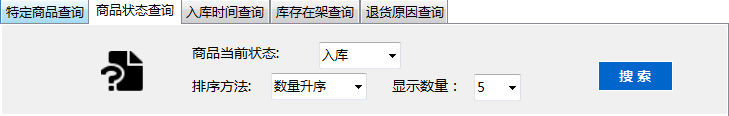 特定商品查询 商品状态查询 入库时间查询 库存在架查询 退货原因查询
商品当前状态: 入库
排序方法: 数量升序 显示数量： 5 搜 索